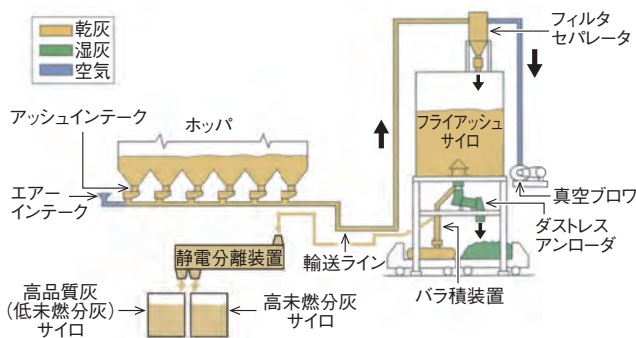 乾灰
湿灰
空気
フィルタ
セパレータ
アッシュインテーク
ホッパ
フライアッシュ
サイロ
エアー
インテーク
真空ブロワ
ダストレス
アンローダ
静電分離装置
輸送ライン
バラ積装置
高品質灰
(低未燃分灰)
サイロ
高未燃分灰
サイロ